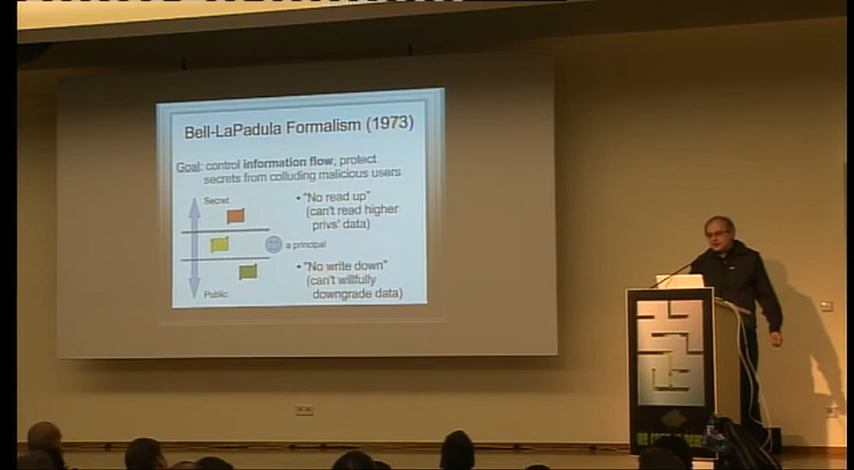 Bell-LaPadula Formalism (1973)
Goal: control information flow, protect
secrets from colluding malicious users
Secret
• "No read up"
(can't read higher
privs' data)
a principal
• "No write down"
(can't willfully
downgrade data)
Public